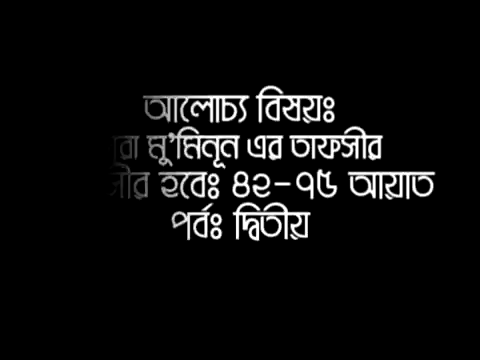 আলোচ্য বিষয়ঃ
মু'মিনূন এর তাফসীর
হবেঃ ৪২-৭৫ আয়াত
পর্বঃ দ্বিতীয়